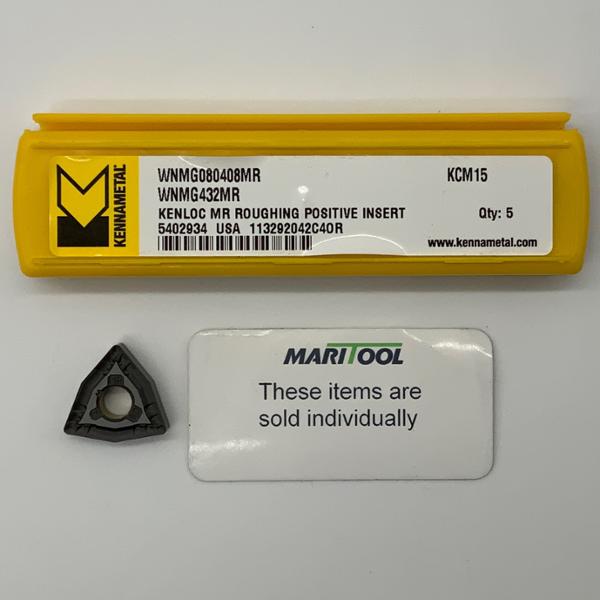 KENNAMETAL
WNMG080408MR
KCM15
WNMG432MR
KENLOC MR ROUGHING POSITIVE INSERT
Qty: 5
5402934 USA 113292042C40R
www.kennametal.com
MARITOOL
These items are
sold individually